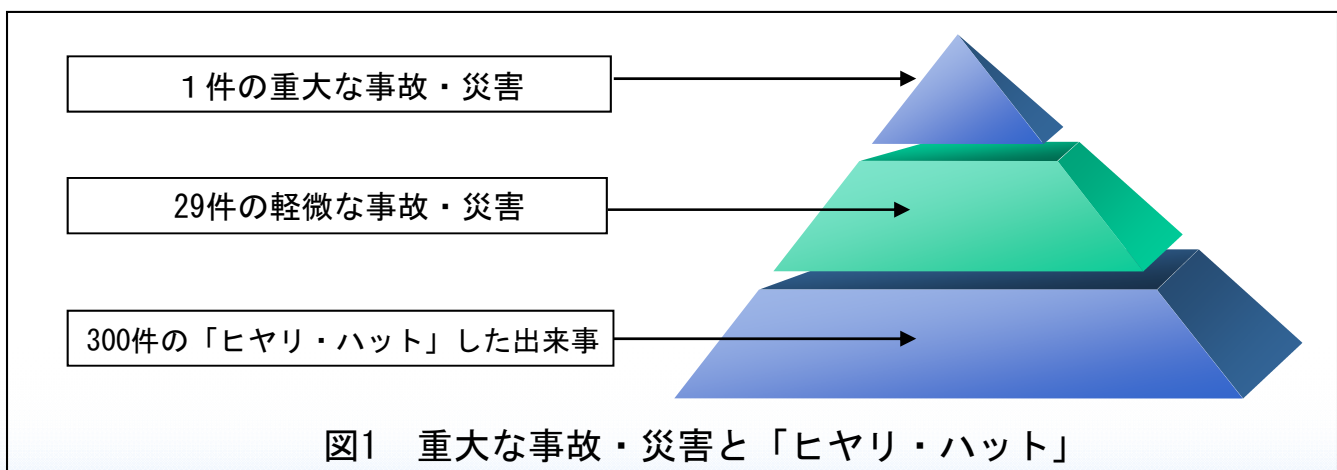 １件の重大な事故・災害
29件の軽微な事故・災害
300件の「ヒヤリ・ハット」した出来事
図1　重大な事故・災害と「ヒヤリ・ハット」